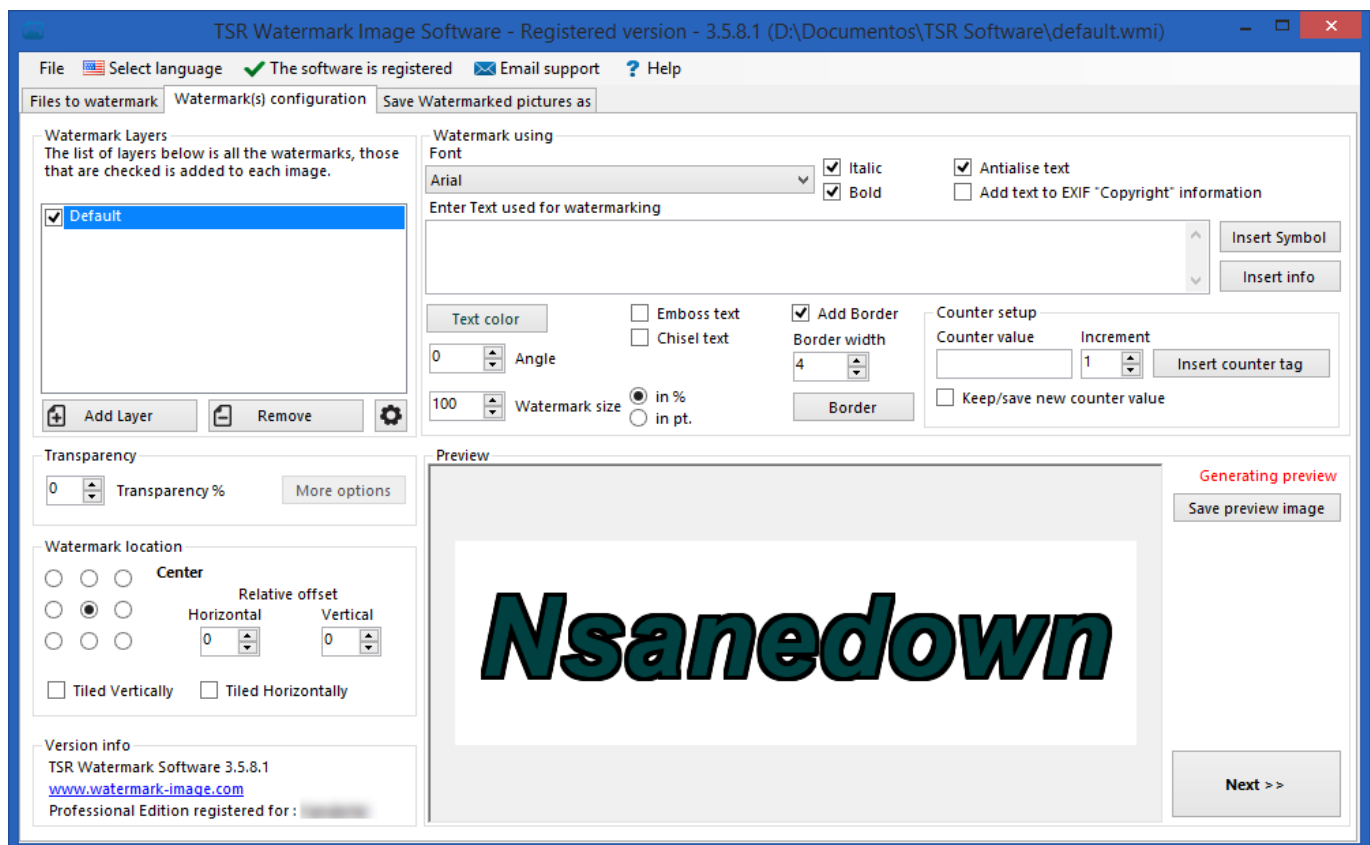 TSR Watermark Image Software - Registered version - 3.5.8.1 (D:\Documentos\TSR Software\default.wmi)
File Select language The software is registered Email support ? Help
Files to watermark Watermark(s) configuration Save Watermarked pictures as
Watermark Layers
The list of layers below is all the watermarks, those
that are checked is added to each image.
Default
Add Layer Remove
Watermark using
Font
Arial
Italic
Bold
Antialise text
Add text to EXIF "Copyright" information
Enter Text used for watermarking
Insert Symbol
Insert info
Text color
0 Angle
100 Watermark size
in %
in pt.
Emboss text
Chisel text
Add Border
Border width
4
Border
Counter setup
Counter value Increment
1 Insert counter tag
Keep/save new counter value
Transparency
0 Transparency % More options
Watermark location
Center
Relative offset
Horizontal Vertical
0 0
Tiled Vertically Tiled Horizontally
Version info
TSR Watermark Software 3.5.8.1
www.watermark-image.com
Professional Edition registered for :
Preview
Nsanedown
Generating preview
Save preview image
Next >>